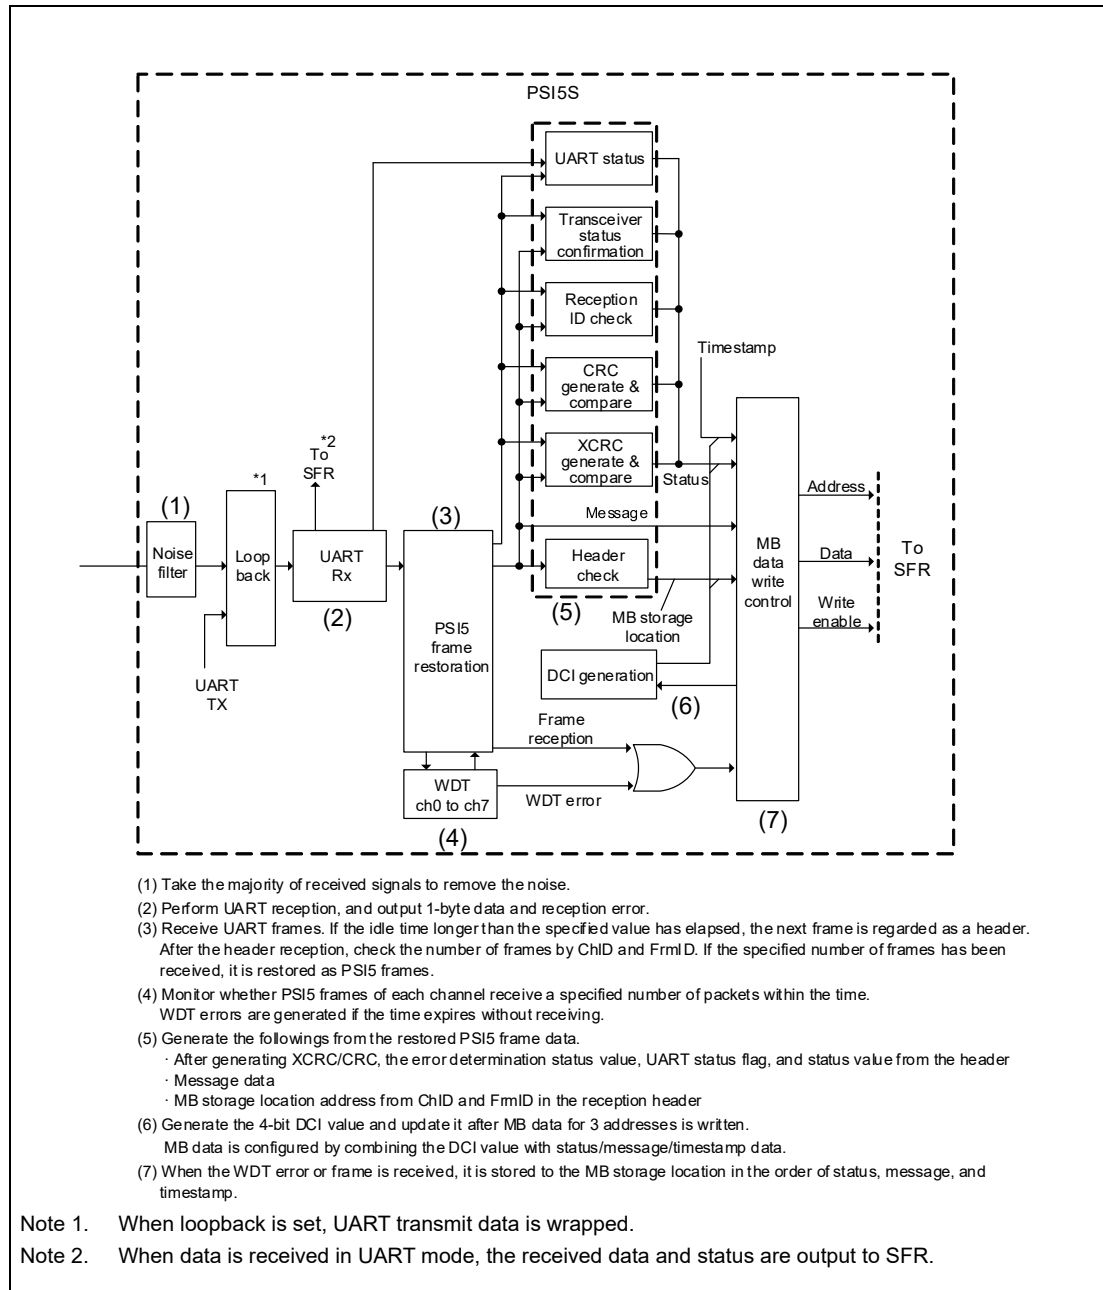 PSI5S
UART status
Transceiver
status
confirmation
Reception
ID check
Timestamp
CRC
generate &
compare
*2
To
SFR
*1
XCRC
generate &
compare
Status
Address
(1)
(3)
Message
Noise
filter
Loop
back
UART
Rx
Header
check
MB
data
write
control
Data
To
SFR
(2)
(5)
MB storage
location
Write
enable
PSI5
frame
restoration
UART
TX
DCI generation
(6)
Frame
reception
WDT
ch0 to ch7
WDT error
(4)
(7)
(1) Take the majority of received signals to remove the noise.
(2) Perform UART reception, and output 1-byte data and reception error.
(3) Receive UART frames. If the idle time longer than the specified value has elapsed, the next frame is regarded as a header.
After the header reception, check the number of frames by ChID and FrmID. If the specified number of frames has been
received, it is restored as PSI5 frames.
(4) Monitor whether PSI5 frames of each channel receive a specified number of packets within the time.
WDT errors are generated if the time expires without receiving.
(5) Generate the followings from the restored PSI5 frame data.
· After generating XCRC/CRC, the error determination status value, UART status flag, and status value from the header
· Message data
· MB storage location address from ChID and FrmID in the reception header
(6) Generate the 4-bit DCI value and update it after MB data for 3 addresses is written.
MB data is configured by combining the DCI value with status/message/timestamp data.
(7) When the WDT error or frame is received, it is stored to the MB storage location in the order of status, message, and
timestamp.
Note 1. When loopback is set, UART transmit data is wrapped.
Note 2. When data is received in UART mode, the received data and status are output to SFR.